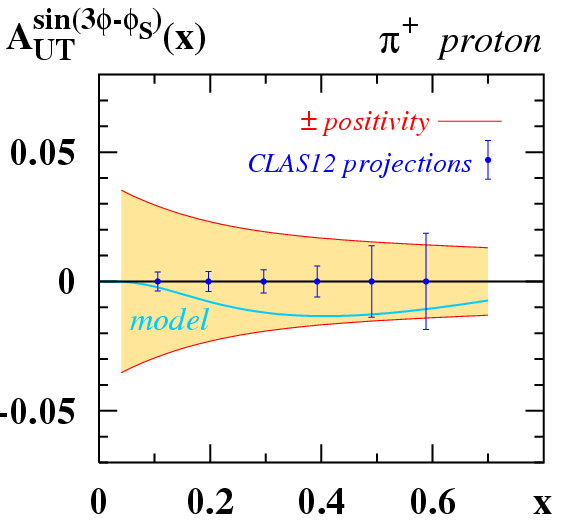 A_UT^sin(3ϕ-ϕ_S)(x) π⁺ proton
± positivity
CLAS12 projections
0.05
0
model
-0.05
0 0.2 0.4 0.6 x